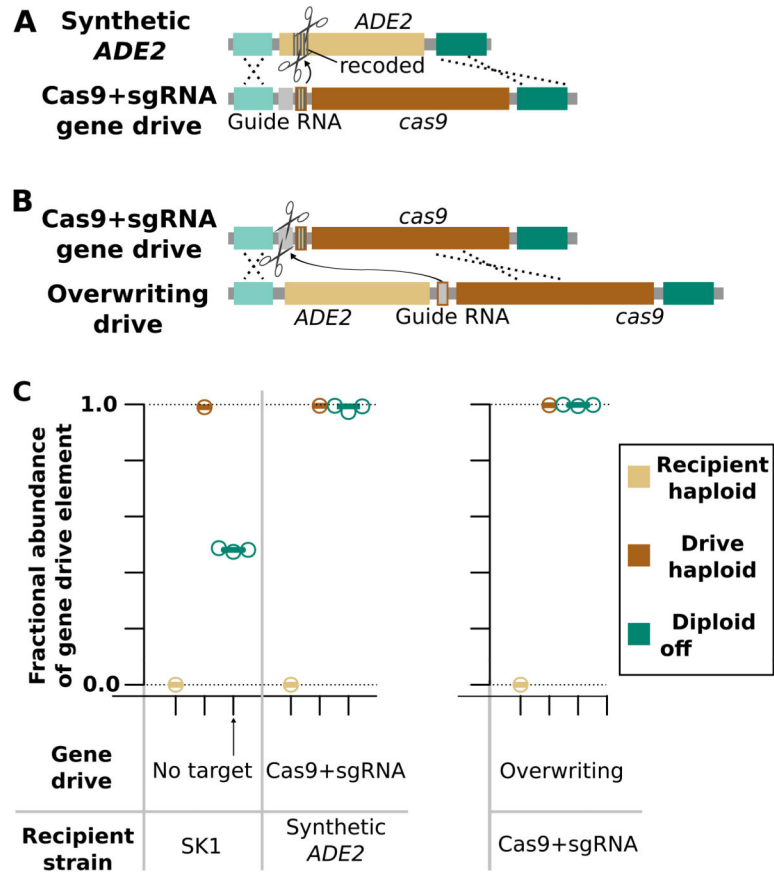 A
Synthetic
ADE2
ADE2
recoded
Cas9+sgRNA
gene drive
Guide RNA
cas9
B
Cas9+sgRNA
gene drive
cas9
Overwriting
drive
ADE2
Guide RNA
cas9
C
Fractional abundance
of gene drive element
1.0
0.0
Recipient
haploid
Drive
haploid
Diploid
off
Gene
drive
No target
Cas9+sgRNA
Overwriting
Recipient
strain
SK1
Synthetic
ADE2
Cas9+sgRNA